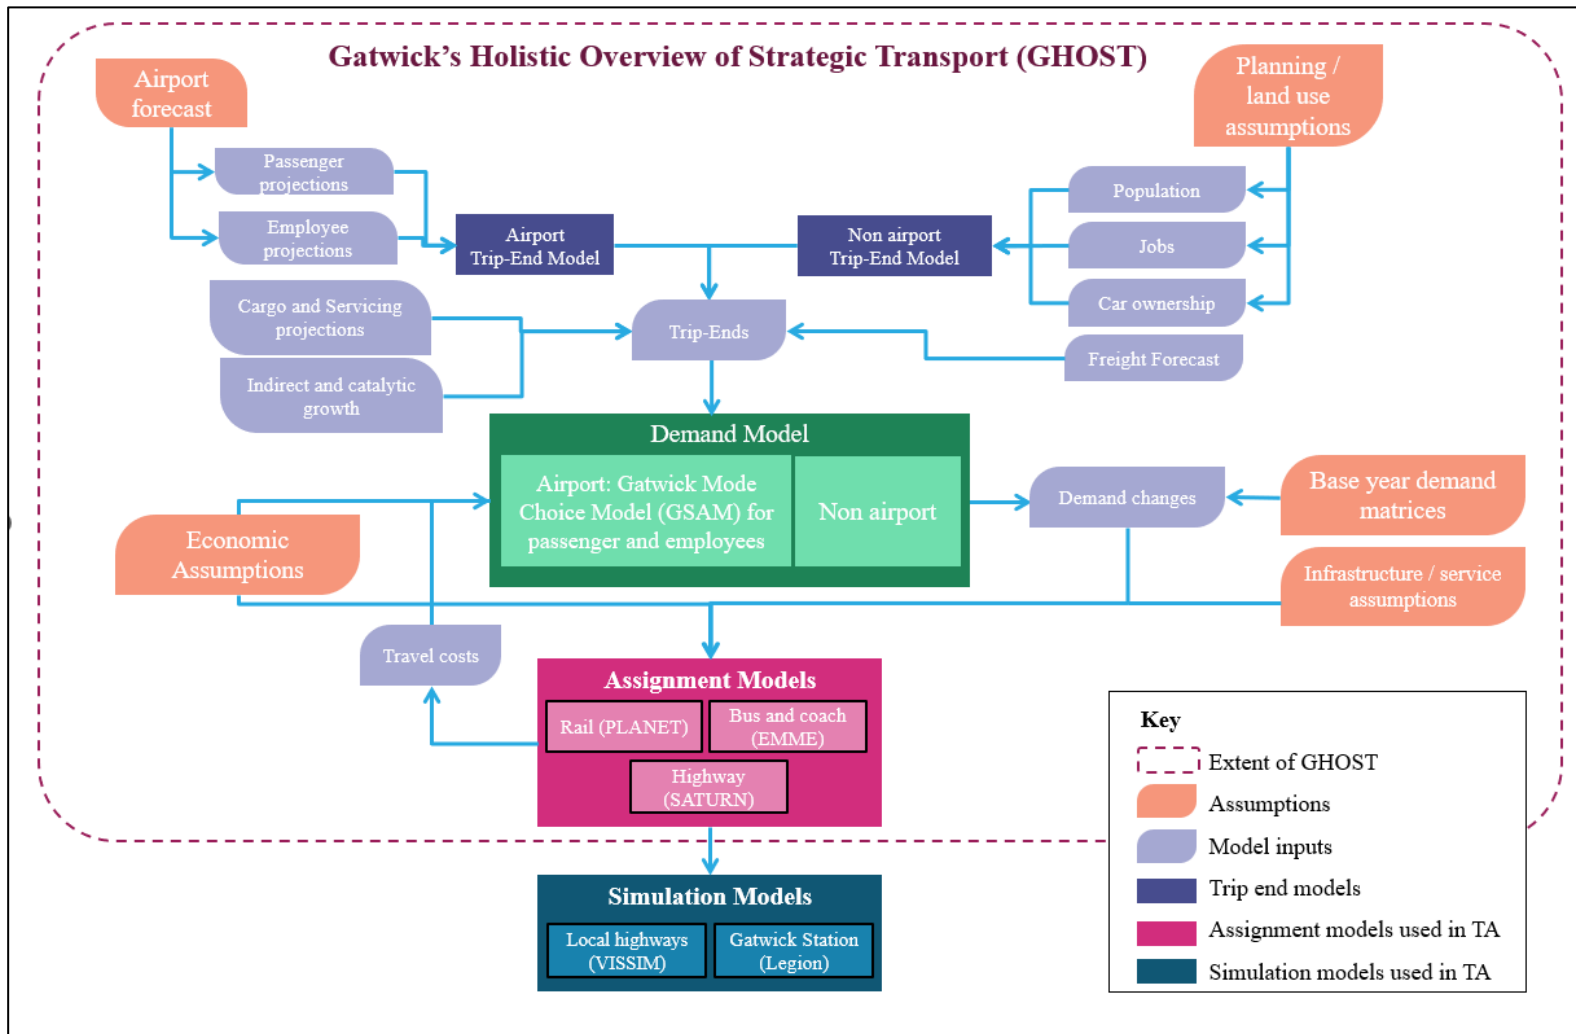 Gatwick’s Holistic Overview of Strategic Transport (GHOST)
Airport
forecast
Planning /
land use
assumptions
Passenger
projections
Employee
projections
Airport
Trip-End Model
Non airport
Trip-End Model
Population
Jobs
Car ownership
Cargo and Servicing
projections
Trip-Ends
Freight Forecast
Indirect and catalytic
growth
Demand Model
Airport: Gatwick Mode
Choice Model (GSAM) for
passenger and employees
Non airport
Demand changes
Base year demand
matrices
Economic
Assumptions
Infrastructure / service
assumptions
Travel costs
Assignment Models
Rail (PLANET)
Bus and coach
(EMME)
Highway
(SATURN)
Simulation Models
Local highways
(VISSIM)
Gatwick Station
(Legion)
Key
Extent of GHOST
Assumptions
Model inputs
Trip end models
Assignment models used in TA
Simulation models used in TA